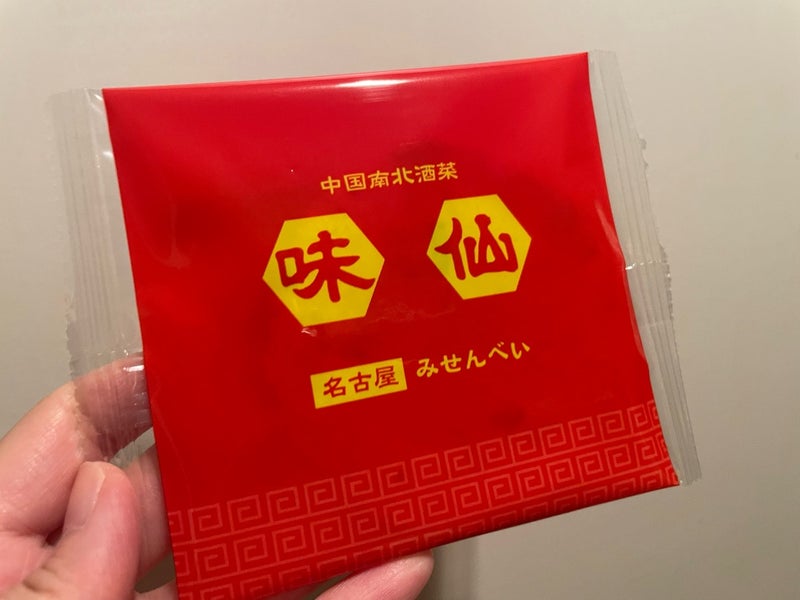 中国南北酒菜
味仙
名古屋 みせんべい